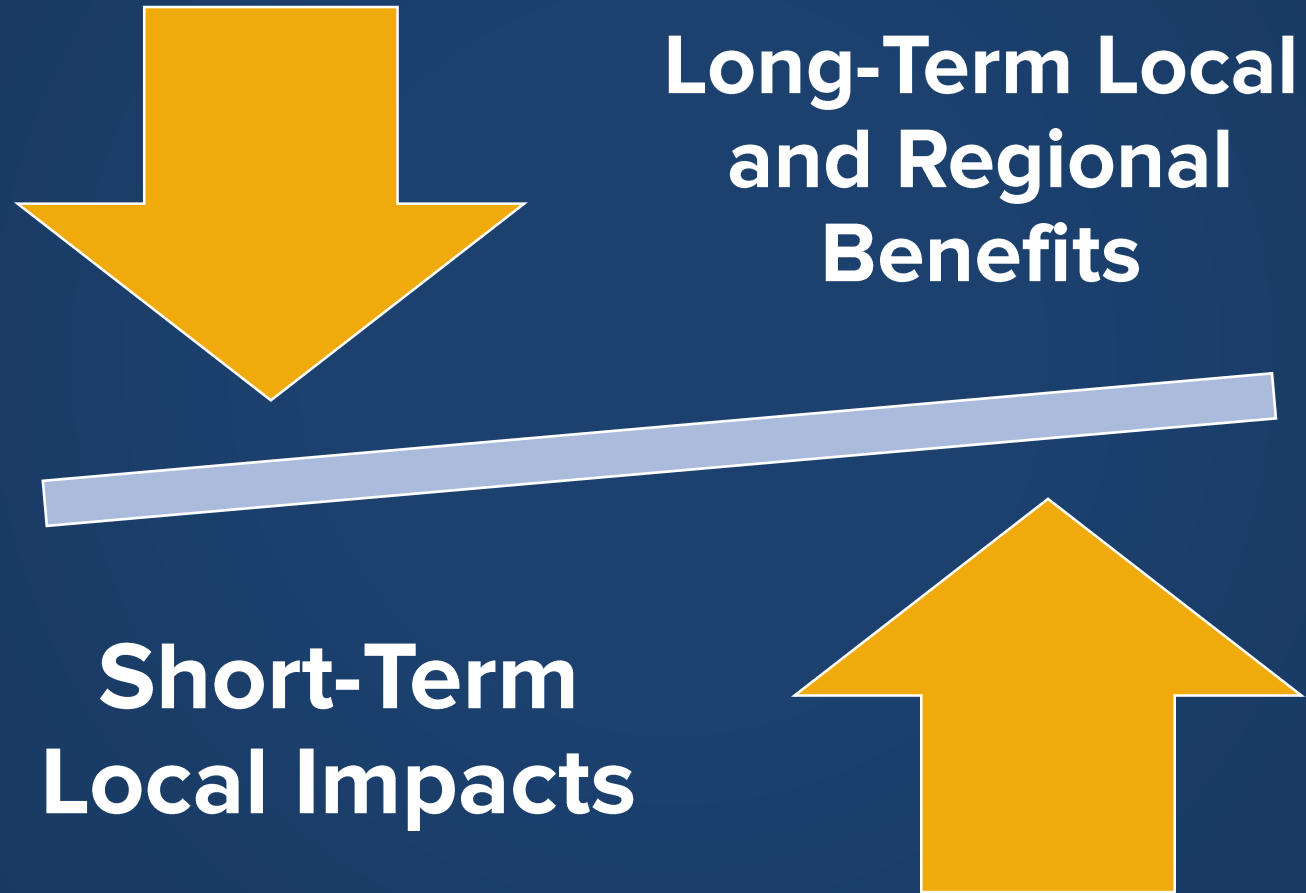 Long-Term Local
and Regional
Benefits
Short-Term
Local Impacts